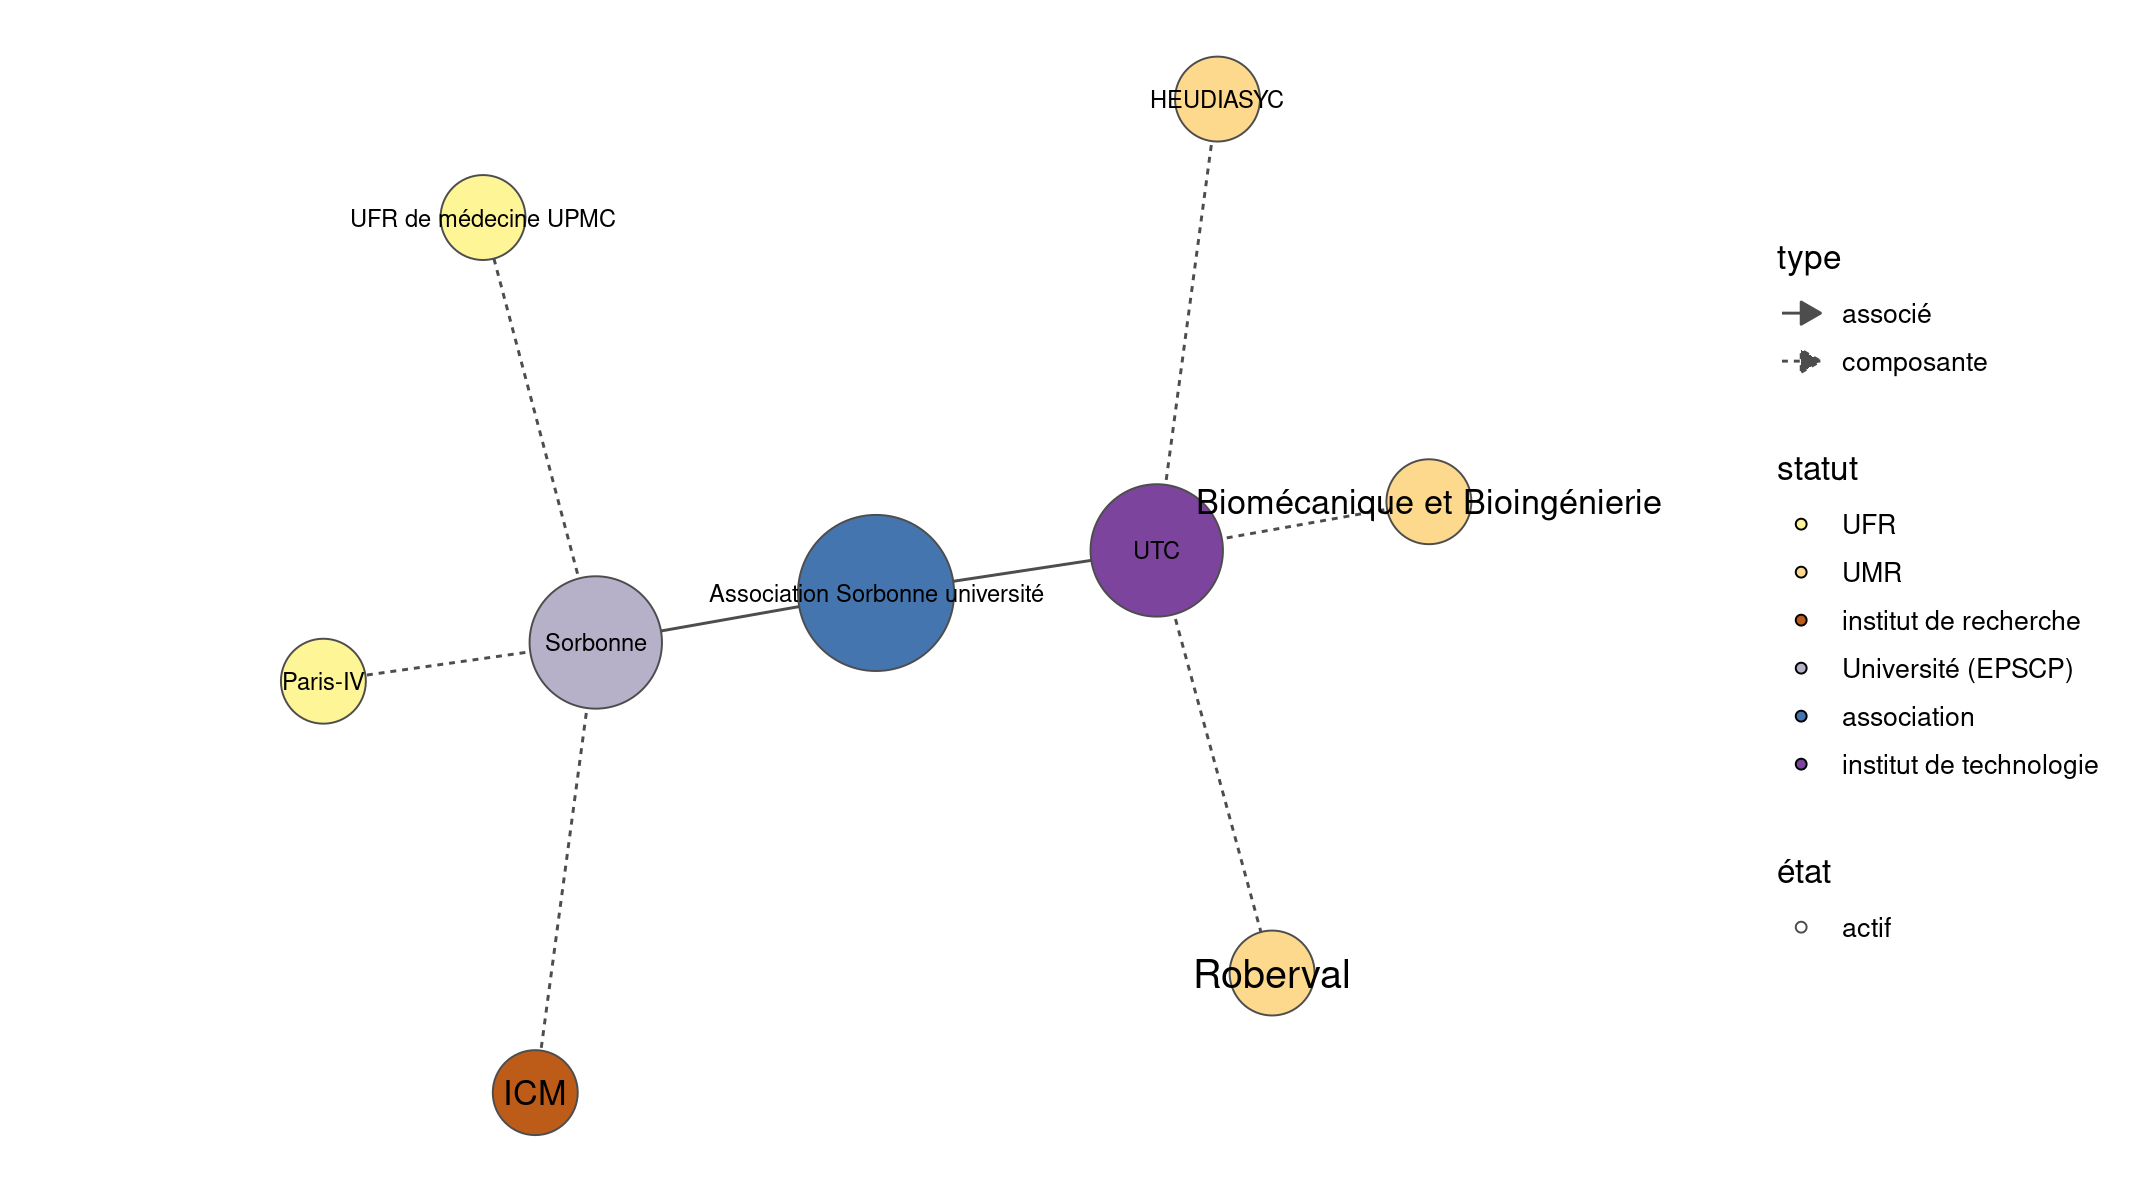 HEUDIASYC
UFR de médecine UPMC
Biomécanique et Bioingénierie
UTC
Association Sorbonne université
Sorbonne
Paris-IV
Roberval
ICM
type
associé
composante
statut
UFR
UMR
institut de recherche
Université (EPSCP)
association
institut de technologie
état
actif